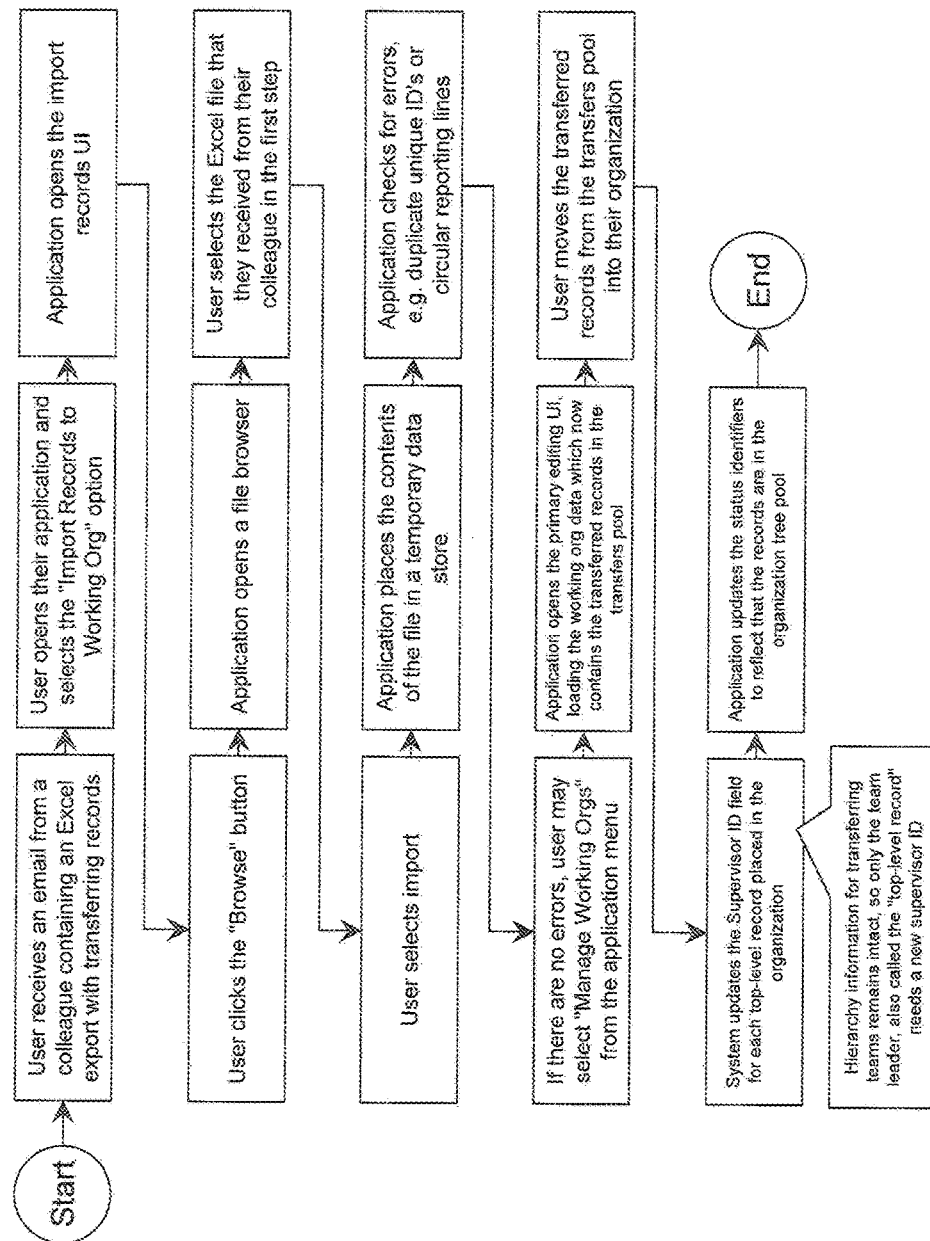 Start
User receives an email from a
colleague containing an Excel
export with transferring records
User opens their application and
selects the "Import Records to
Working Org" option
Application opens the import
records UI
User clicks the "Browse" button
Application opens a file browser
User selects the Excel file that
they received from their
colleague in the first step
User selects import
Application places the contents
of the file in a temporary data
store.
Application checks for errors,
e.g. duplicate unique ID's or
circular reporting lines
If there are no errors, user may
select "Manage Working Orgs"
from the application menu
Application opens the primary editing UI,
loading the working org data which now
contains the transferred records in the
transfers pool
User moves the transferred
records from the transfers pool
into their organization
System updates the Supervisor ID field
for each top-level record placed in the
organization
Application updates the status identifiers
to reflect that the records are in the
organization tree pool
End
Hierarchy information for transferring
teams remains intact, so only the team
leader, also called the "top-level record"
needs a new supervisor ID